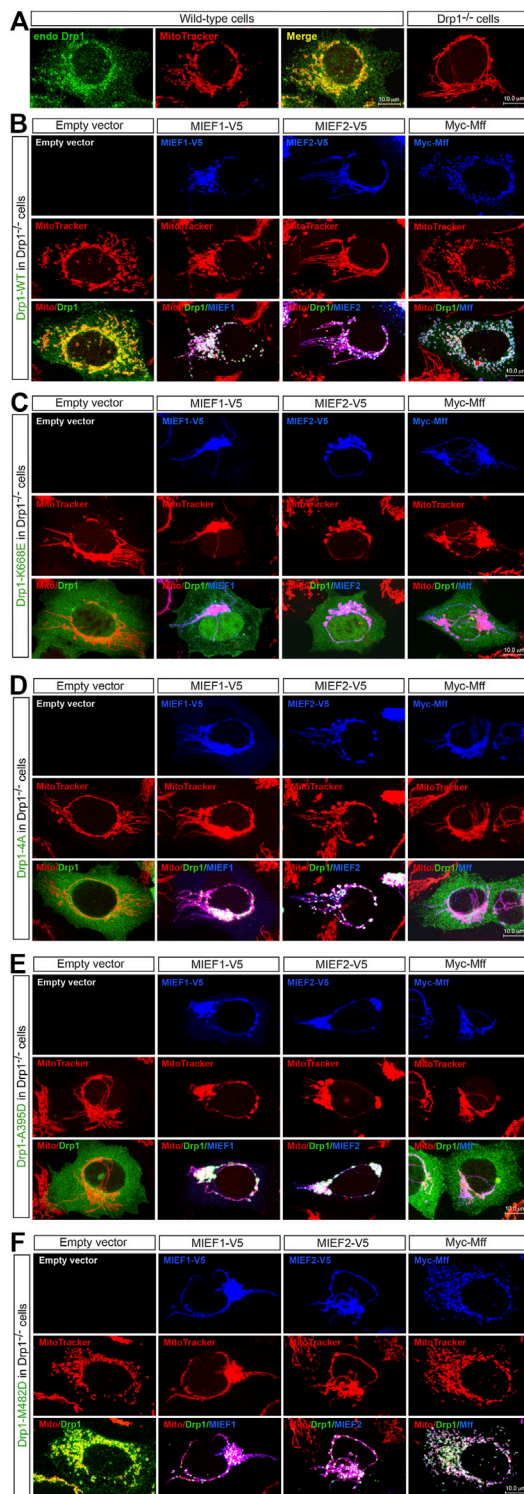 A
Wild-type cells
Drp1-/- cells
endo Drp1
MitoTracker
Merge
10.0 μm
10.0 μm
B
Empty vector
MIEF1-V5
MIEF2-V5
Myc-Mff
Drp1-WT in Drp1-/- cells
Empty vector
MIEF1-V5
MIEF2-V5
Myc-Mff
MitoTracker
MitoTracker
MitoTracker
MitoTracker
Mito/Drp1
Mito/Drp1/MIEF1
Mito/Drp1/MIEF2
Mito/Drp1/Mff
10.0 μm
C
Empty vector
MIEF1-V5
MIEF2-V5
Myc-Mff
Drp1-K668E in Drp1-/- cells
Empty vector
MIEF1-V5
MIEF2-V5
Myc-Mff
MitoTracker
MitoTracker
MitoTracker
MitoTracker
Mito/Drp1
Mito/Drp1/MIEF1
Mito/Drp1/MIEF2
Mito/Drp1/Mff
10.0 μm
D
Empty vector
MIEF1-V5
MIEF2-V5
Myc-Mff
Drp1-4A in Drp1-/- cells
Empty vector
MIEF1-V5
MIEF2-V5
Myc-Mff
MitoTracker
MitoTracker
MitoTracker
MitoTracker
Mito/Drp1
Mito/Drp1/MIEF1
Mito/Drp1/MIEF2
Mito/Drp1/Mff
10.0 μm
E
Empty vector
MIEF1-V5
MIEF2-V5
Myc-Mff
Drp1-A395D in Drp1-/- cells
Empty vector
MIEF1-V5
MIEF2-V5
Myc-Mff
MitoTracker
MitoTracker
MitoTracker
MitoTracker
Mito/Drp1
Mito/Drp1/MIEF1
Mito/Drp1/MIEF2
Mito/Drp1/Mff
10.0 μm
F
Empty vector
MIEF1-V5
MIEF2-V5
Myc-Mff
Drp1-M482D in Drp1-/- cells
Empty vector
MIEF1-V5
MIEF2-V5
Myc-Mff
MitoTracker
MitoTracker
MitoTracker
MitoTracker
Mito/Drp1
Mito/Drp1/MIEF1
Mito/Drp1/MIEF2
Mito/Drp1/Mff
10.0 μm